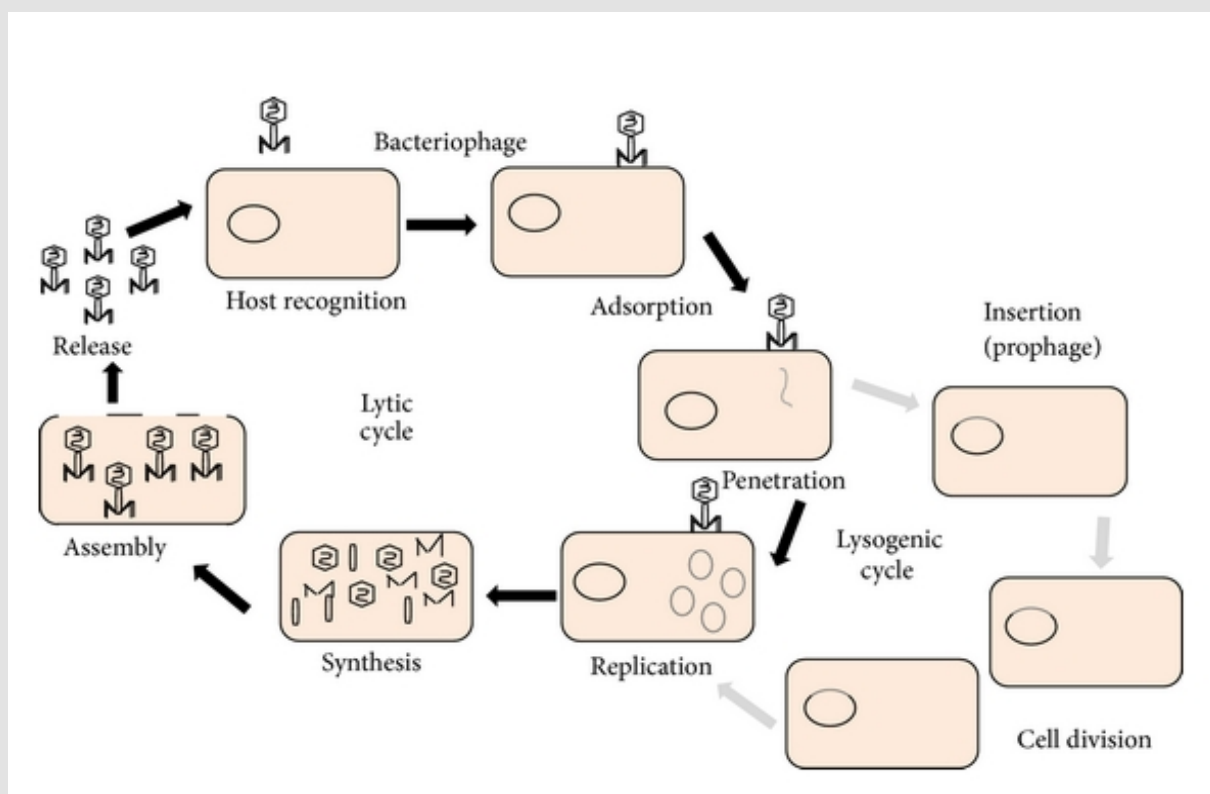 Bacteriophage
Host recognition
Adsorption
Insertion
(prophage)
Release
Lytic
cycle
Penetration
Lysogenic
cycle
Assembly
Synthesis
Replication
Cell division